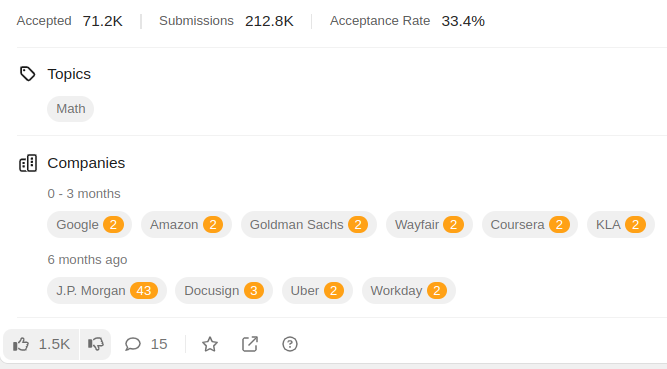 Accepted 71.2K Submissions 212.8K Acceptance Rate 33.4%
Topics
Math
Companies
0 - 3 months
Google 2 Amazon 2 Goldman Sachs 2 Wayfair 2 Coursera 2 KLA 2
6 months ago
J.P. Morgan 43 Docusign 3 Uber 2 Workday 2
1.5K 15